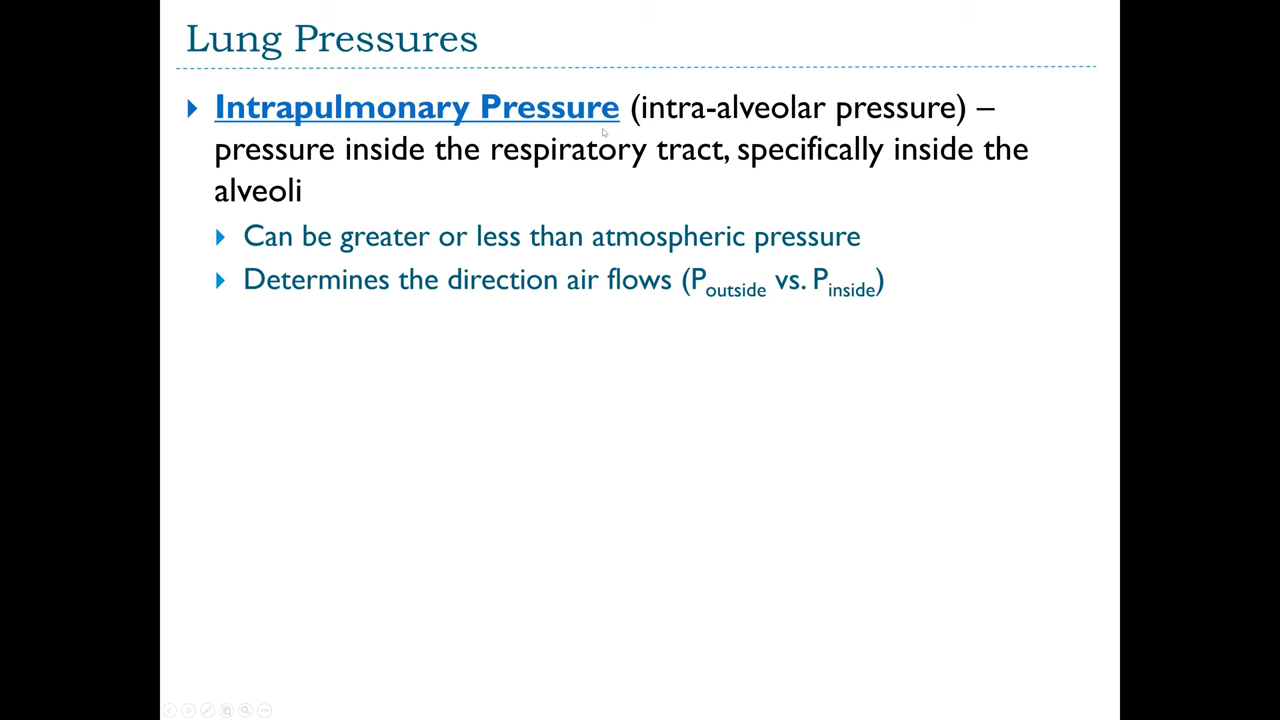 Lung Pressures
Intrapulmonary Pressure (intra-alveolar pressure) –
pressure inside the respiratory tract, specifically inside the
alveoli
Can be greater or less than atmospheric pressure
Determines the direction air flows (Poutside vs. Pinside)